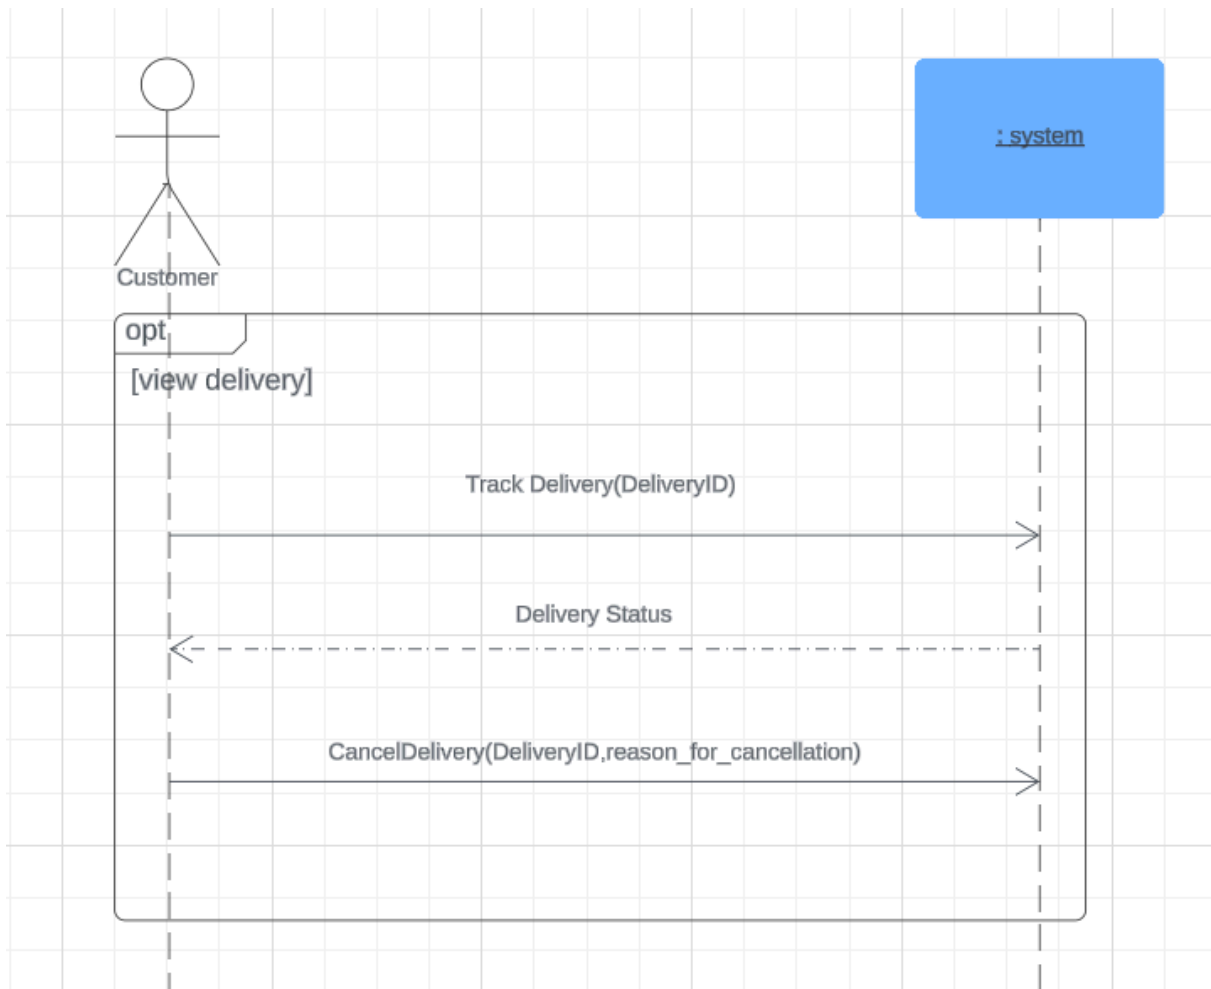 : system
Customer
opt
[view delivery]
Track Delivery(DeliveryID)
Delivery Status
CancelDelivery(DeliveryID,reason_for_cancellation)